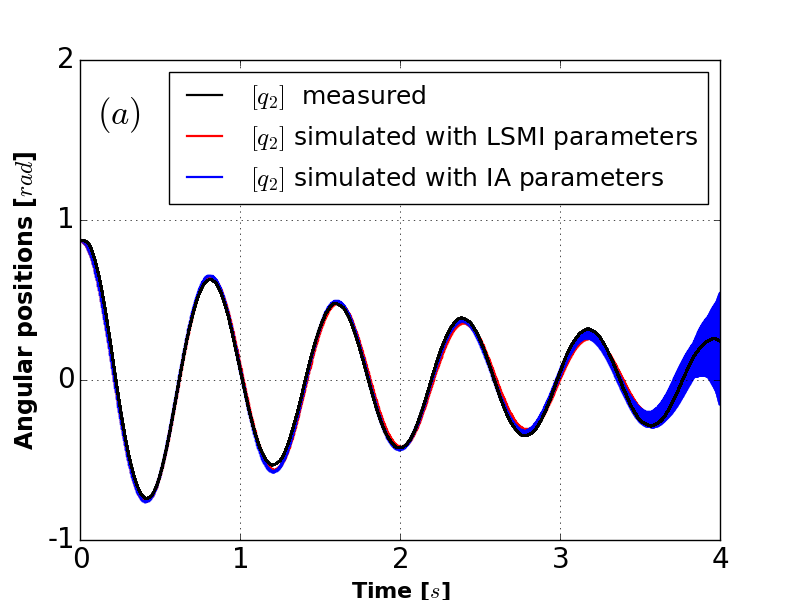 2
(a)
[q₂] measured
[q₂] simulated with LSMI parameters
[q₂] simulated with IA parameters
1
0
-1
Angular positions [rad]
0 1 2 3 4
Time [s]